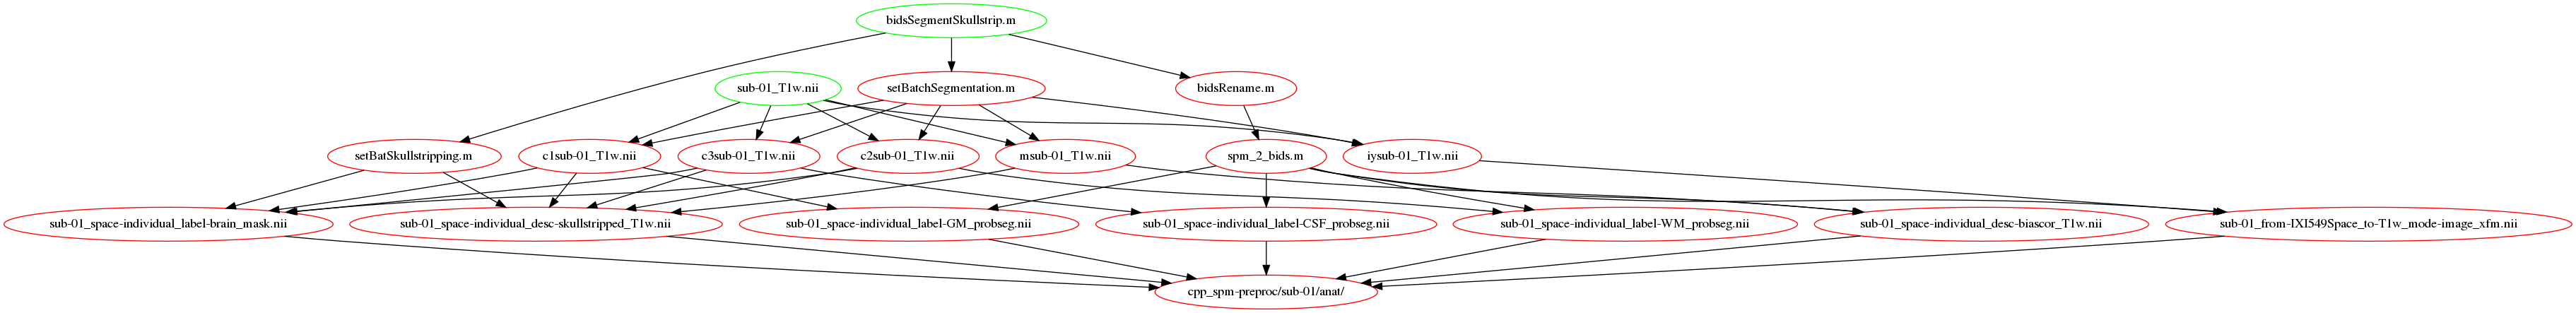 bidsSegmentSkullstrip.m
sub-01_T1w.nii
setBatchSegmentation.m
bidsRename.m
setBatSkullstripping.m
c1sub-01_T1w.nii
c3sub-01_T1w.nii
c2sub-01_T1w.nii
msub-01_T1w.nii
spm_2_bids.m
iysub-01_T1w.nii
sub-01_space-individual_label-brain_mask.nii
sub-01_space-individual_desc-skullstripped_T1w.nii
sub-01_space-individual_label-GM_probseg.nii
sub-01_space-individual_label-CSF_probseg.nii
sub-01_space-individual_label-WM_probseg.nii
sub-01_space-individual_desc-biascor_T1w.nii
sub-01_from-IXI549Space_to-T1w_mode-image_xfm.nii
cpp_spm-preproc/sub-01/anat/